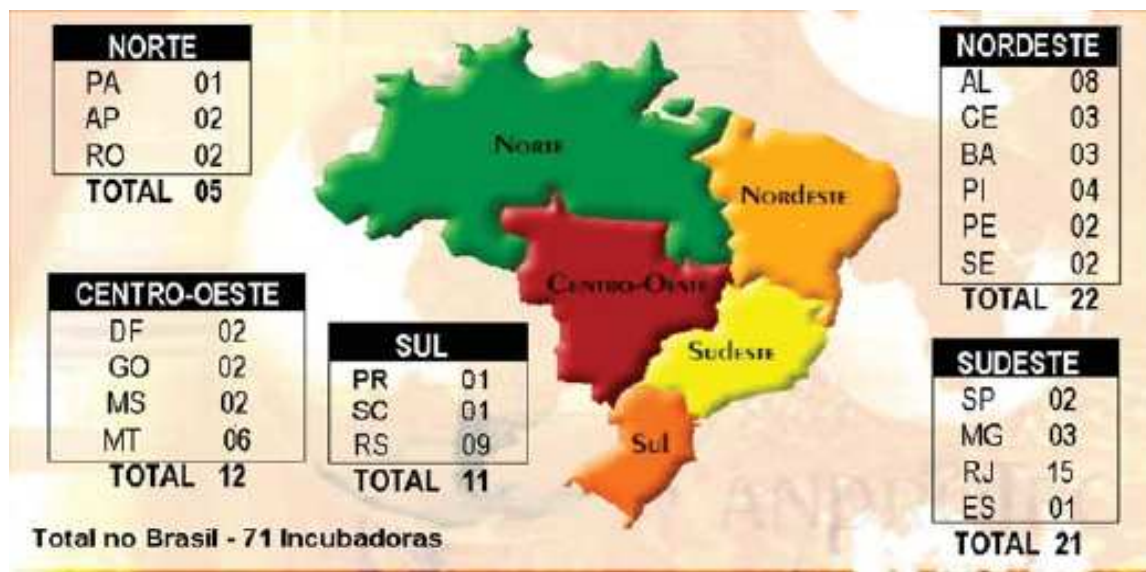 NORTE
PA 01
AP 02
RO 02
TOTAL 05
NORDESTE
AL 08
CE 03
BA 03
PI 04
PE 02
SE 02
TOTAL 22
NORTE
NORDESTE
CENTRO-OESTE
SUDESTE
Sul
CENTRO-OESTE
DF 02
GO 02
MS 02
MT 06
TOTAL 12
SUL
PR 01
SC 01
RS 09
TOTAL 11
SUDESTE
SP 02
MG 03
RJ 15
ES 01
TOTAL 21
Total no Brasil - 71 Incubadoras